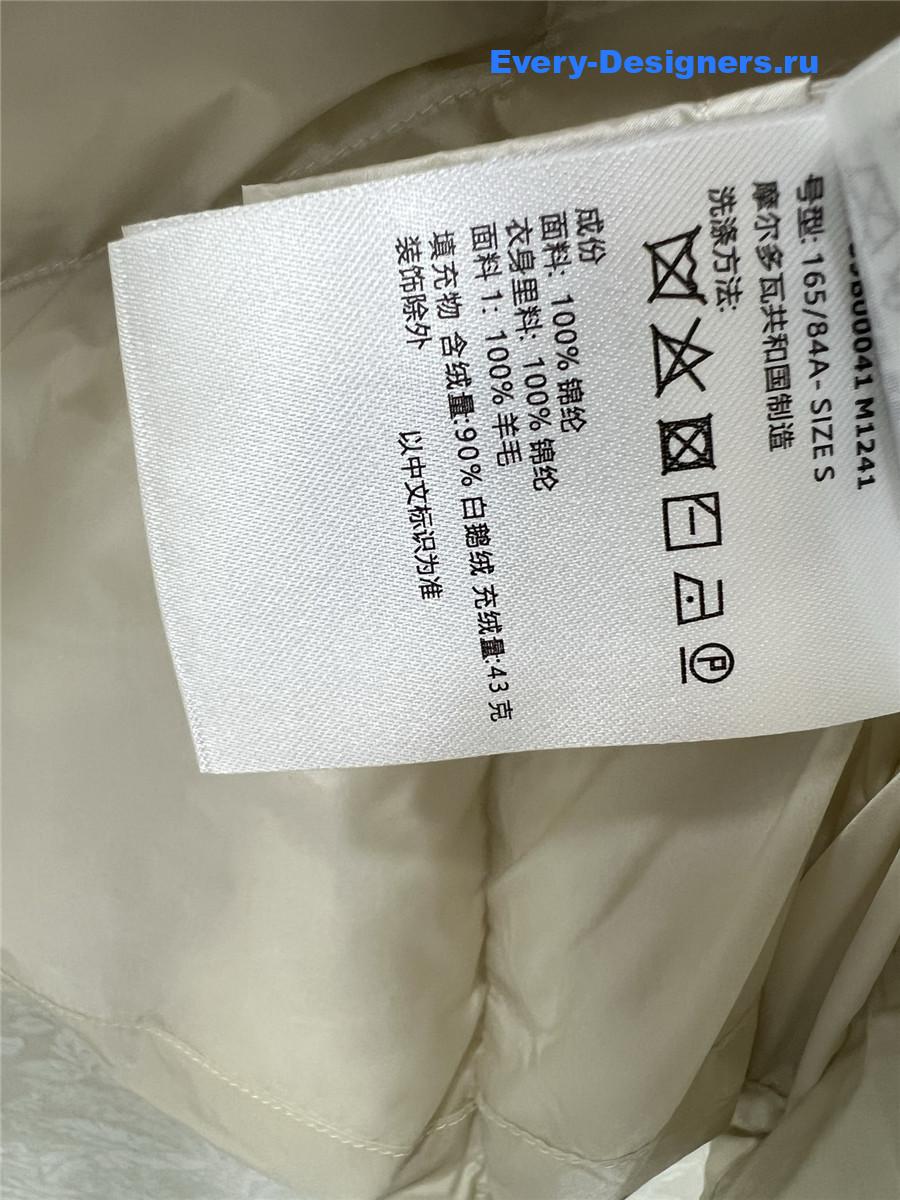 Every-Designers.ru
B00041 M1241
号型: 165/84A- SIZE S
摩尔多瓦共和国制造
洗涤方法:
P
成份
面料: 100% 锦纶
衣身里料: 100% 锦纶
面料 1: 100% 羊毛
填充物 含绒量:90% 白鹅绒 充绒量:43 克
装饰除外 以中文标识为准